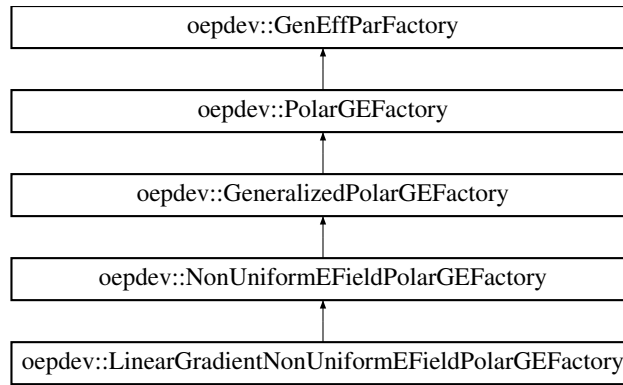 oepdev::GenEffParFactory
oepdev::PolarGEFactory
oepdev::GeneralizedPolarGEFactory
oepdev::NonUniformEFieldPolarGEFactory
oepdev::LinearGradientNonUniformEFieldPolarGEFactory